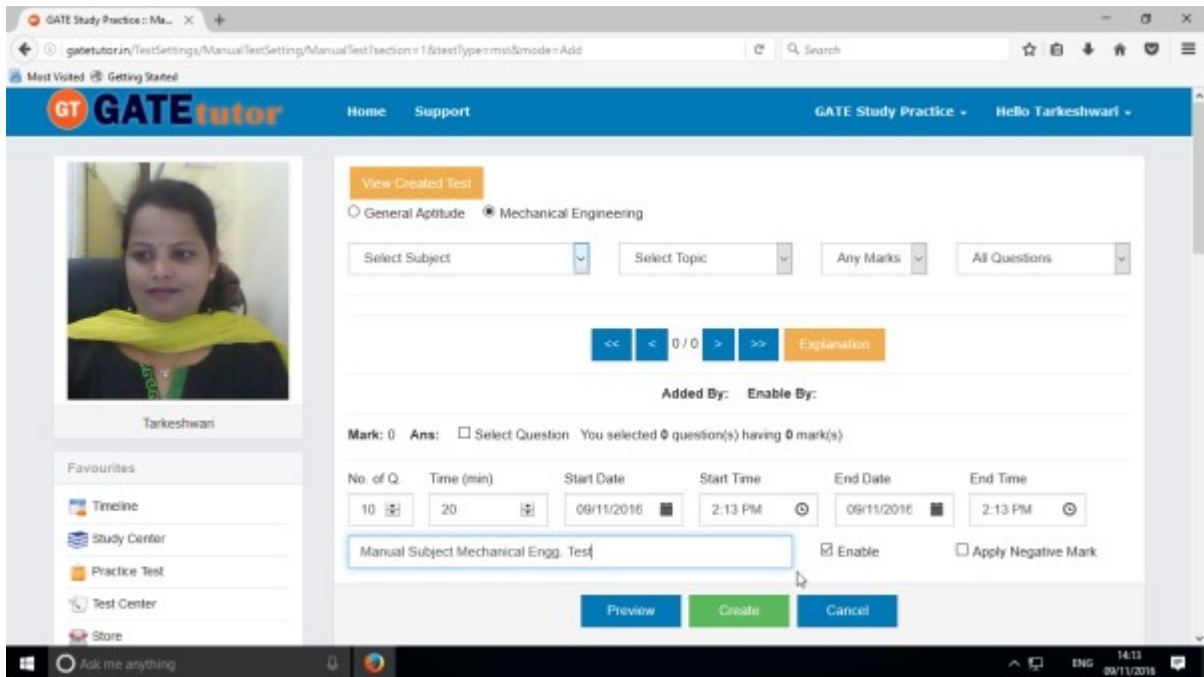 GATE Study Practice :: Ma...
gatetutor.in/TestSettings/ManualTestSetting/ManualTest?section=1&testType=mst&mode=Add
Search
Most Visited Getting Started
GT GATEtutor Home Support GATE Study Practice Hello Tarkeshwari
View Created Test
General Aptitude Mechanical Engineering
Select Subject Select Topic Any Marks All Questions
<< < 0 / 0 > >> Explanation
Added By: Enable By:
Tarkeshwari
Mark: 0 Ans: Select Question You selected 0 question(s) having 0 mark(s)
Favourites
No. of Q. Time (min) Start Date Start Time End Date End Time
Timeline
10 20 09/11/2016 2:13 PM 09/11/2016 2:13 PM
Study Center
Manual Subject Mechanical Engg. Test Enable Apply Negative Mark
Practice Test
Test Center
Preview Create Cancel
Store
Ask me anything ENG 14:13
09/11/2016